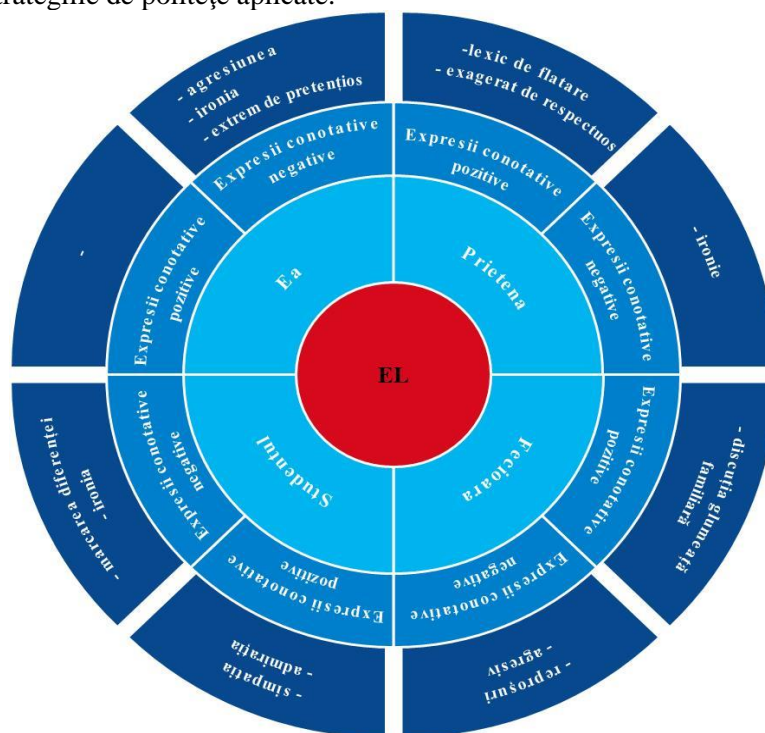 trategiile de politețe aplicate.
-lexic de flatare
- exagerat de respectuos
Expresii conotative
pozitive
Prietena
Expresii conotative
negative
- ironie
Fecioara
Expresii conotative
pozitive
- discuția glumeață
familiară
Expresii conotative
negative
- reproșuri
- agresiv
Studentul
Expresii conotative
pozitive
- simpatia
- admirația
Expresii conotative
negative
- marcarea diferenței
-ironia
Ea
Expresii conotative
pozitive
-
Expresii conotative
negative
- agresiunea
-ironia
- extrem de pretențios
EL